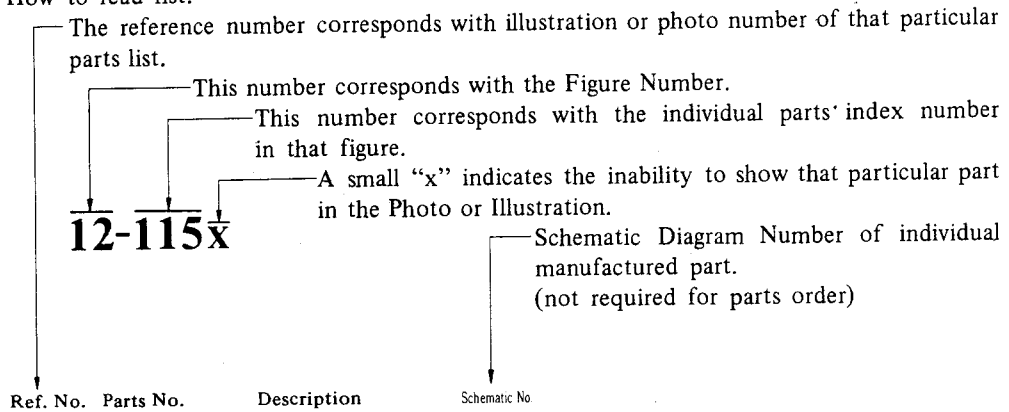 How to read list.
The reference number corresponds with illustration or photo number of that particular
parts list.
This number corresponds with the Figure Number.
This number corresponds with the individual parts' index number
in that figure.
A small “x” indicates the inability to show that particular part
in the Photo or Illustration.
12-115x
Schematic Diagram Number of individual
manufactured part.
(not required for parts order)
Ref. No. Parts No. Description Schematic No.